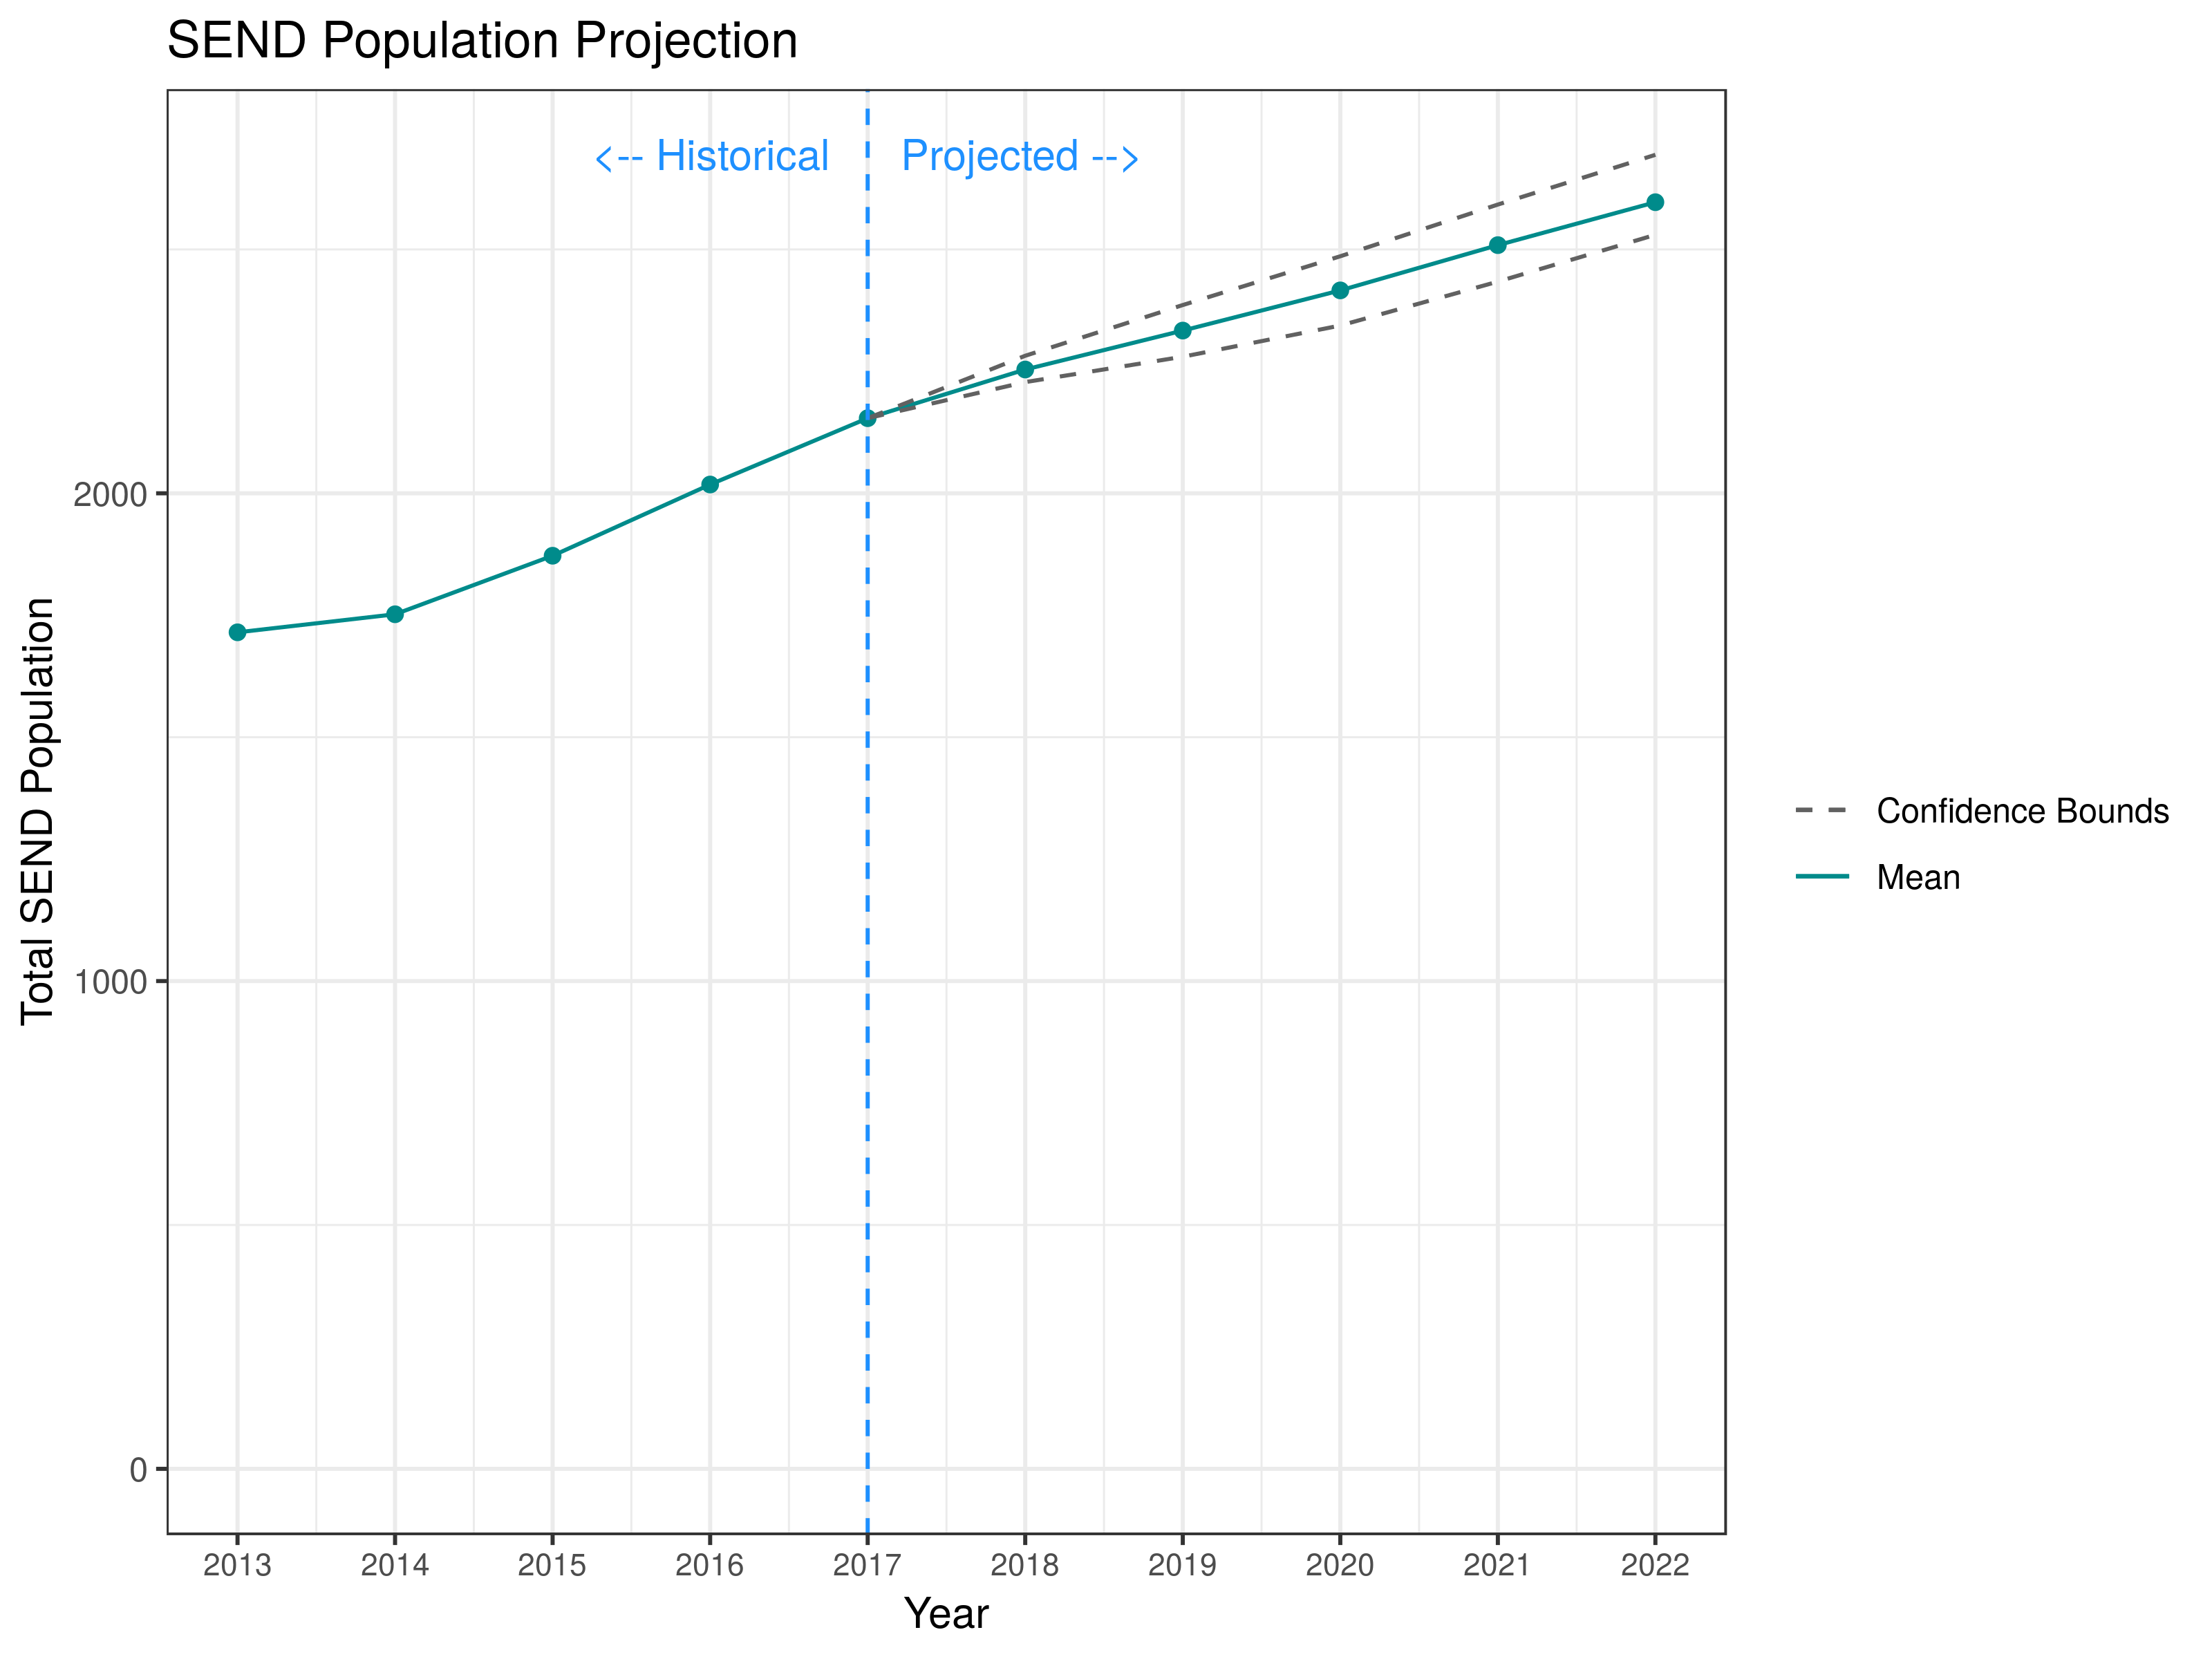 SEND Population Projection
<-- Historical
Projected -->
Total SEND Population
2000
1000
0
2013
2014
2015
2016
2017
2018
2019
2020
2021
2022
Year
Confidence Bounds
Mean